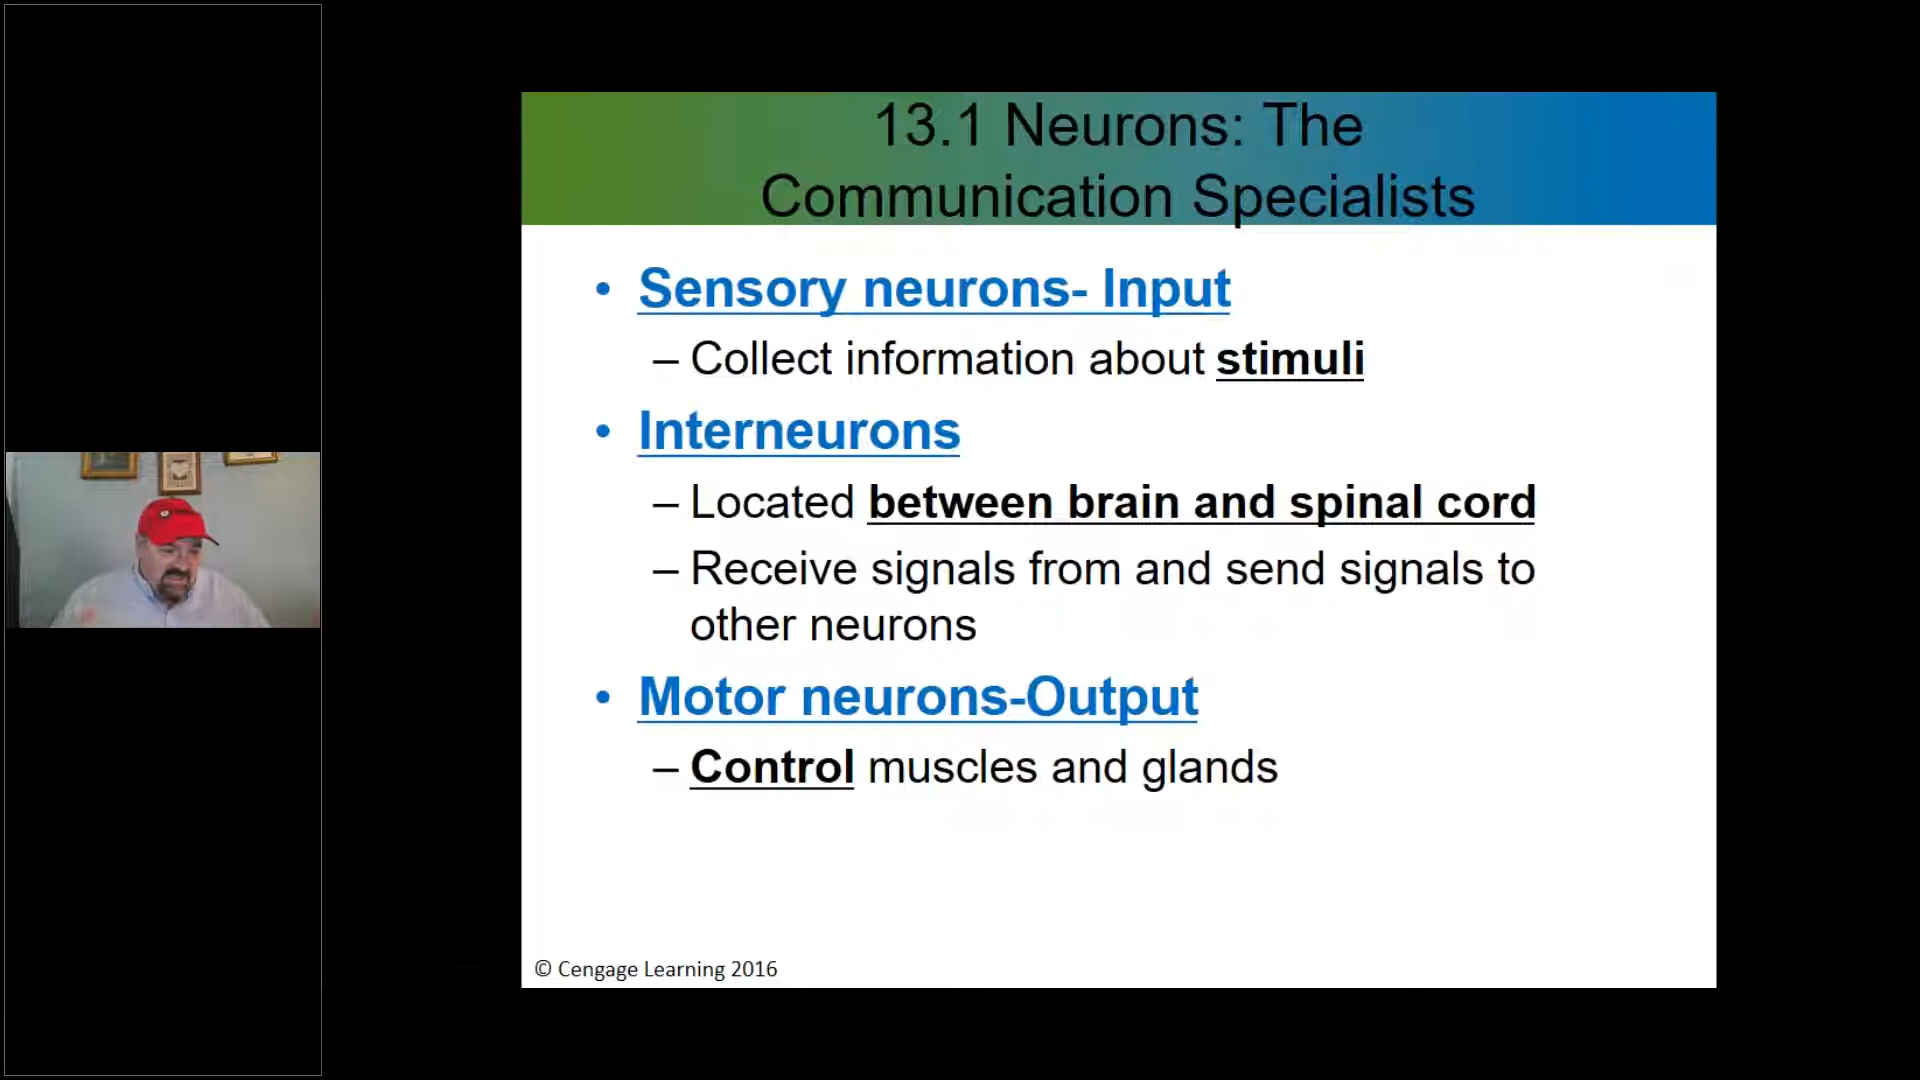 13.1 Neurons: The
Communication Specialists
• Sensory neurons- Input
– Collect information about stimuli
• Interneurons
– Located between brain and spinal cord
– Receive signals from and send signals to
other neurons
• Motor neurons-Output
– Control muscles and glands
© Cengage Learning 2016